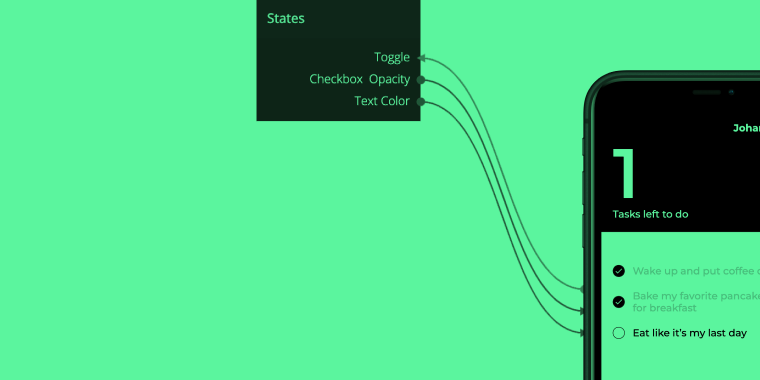 States
Toggle
Checkbox Opacity
Text Color
1
Tasks left to do
Wake up and put coffee
Bake my favorite pancake
for breakfast
Eat like it's my last day